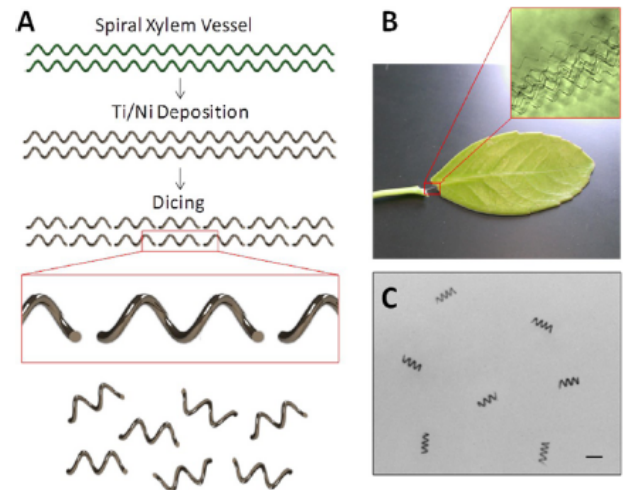 A
Spiral Xylem Vessel
Ti/Ni Deposition
Dicing
B
C